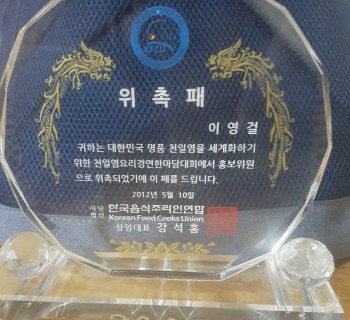 위촉패
이영걸
귀하는 대한민국 명품 천일염을 세계화하기
위한 천일염요리경연한마당대회에서 홍보위원
으로 위촉되었기에 이 패를 드립니다.
2012년 5월 10일
사단법인 한국음식조리인연합
Korean Food Cooks Union
상임대표 강석홍